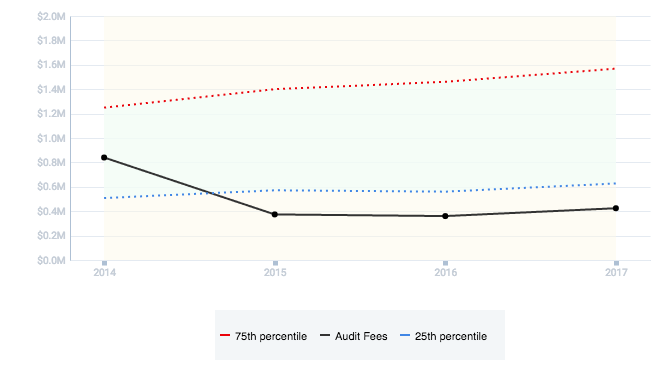 $2.0M
$1.8M
$1.6M
$1.4M
$1.2M
$1.0M
$0.8M
$0.6M
$0.4M
$0.2M
$0.0M
2014 2015 2016 2017
75th percentile Audit Fees 25th percentile